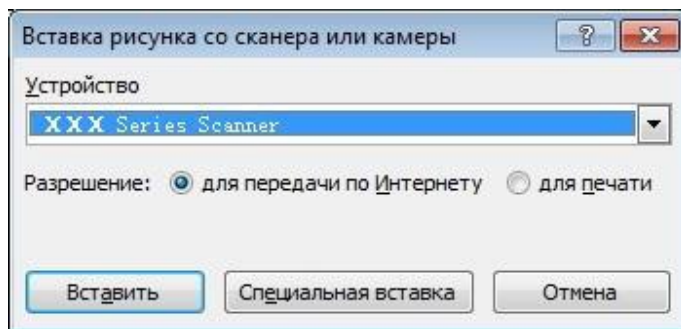 Вставка рисунка со сканера или камеры
Устройство
XXX Series Scanner
Разрешение: для передачи по Интернету для печати
Вставить Специальная вставка Отмена